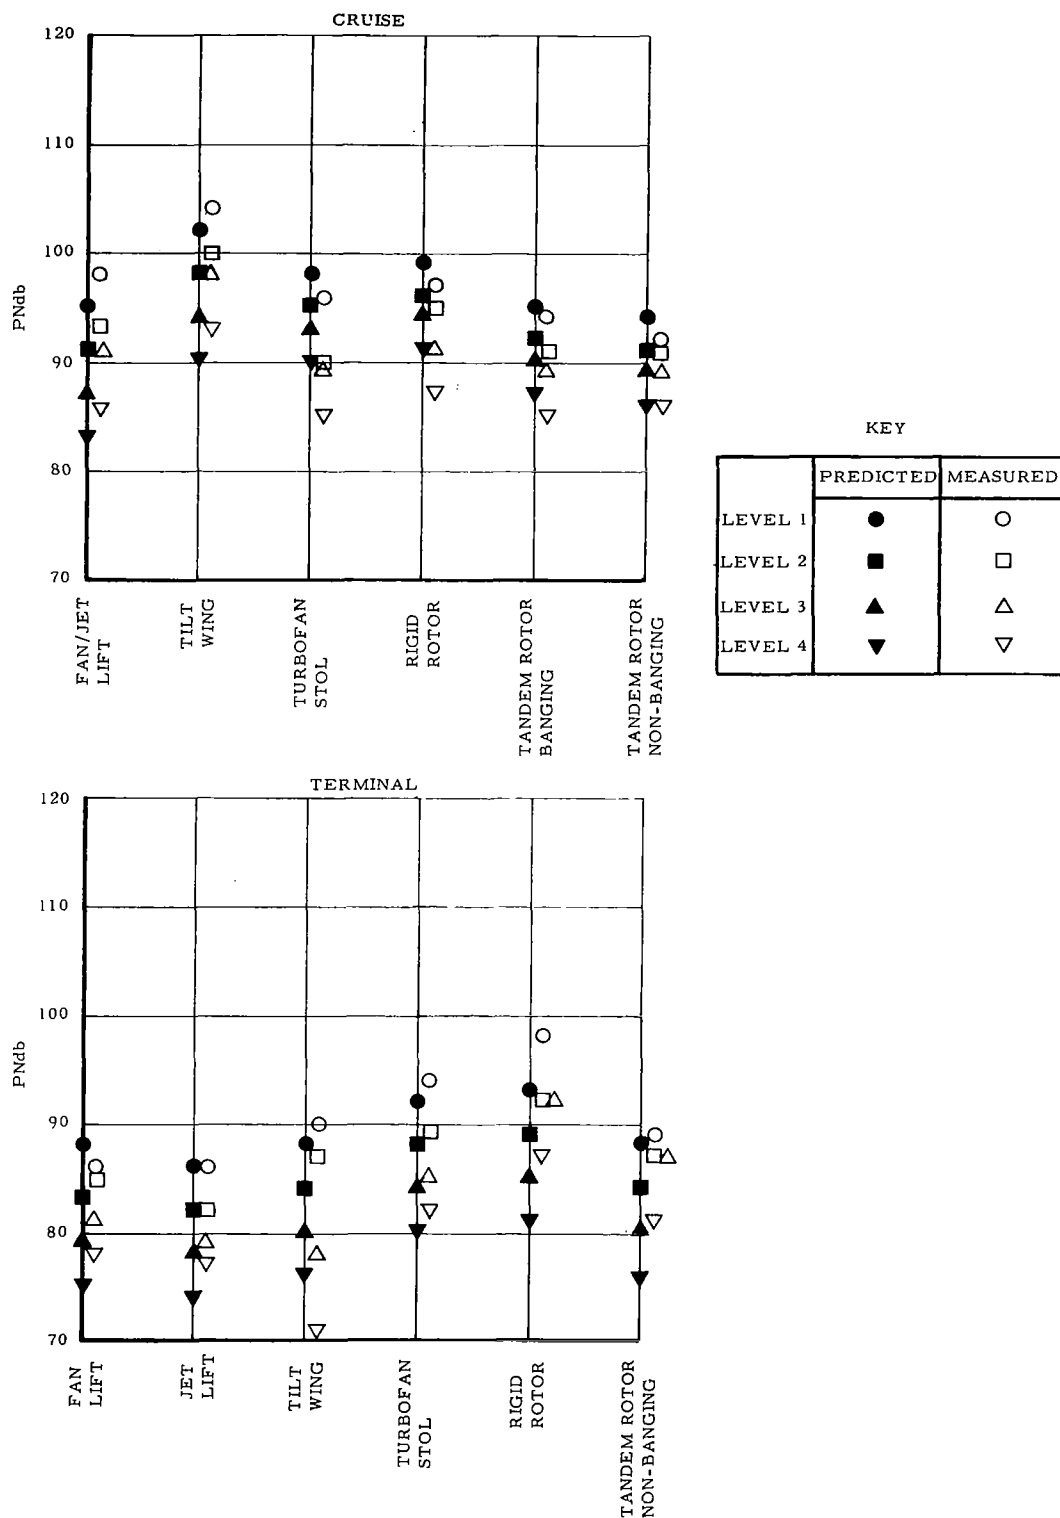 CRUISE
120
110
100
90
80
70
PNdb
FAN/JET
LIFT
TILT
WING
TURBOFAN
STOL
RIGID
ROTOR
TANDEM ROTOR
BANGING
TANDEM ROTOR
NON-BANGING
KEY
PREDICTED MEASURED
LEVEL 1
LEVEL 2
LEVEL 3
LEVEL 4
TERMINAL
120
110
100
90
80
70
PNdb
FAN
LIFT
JET
LIFT
TILT
WING
TURBOFAN
STOL
RIGID
ROTOR
TANDEM ROTOR
NON-BANGING